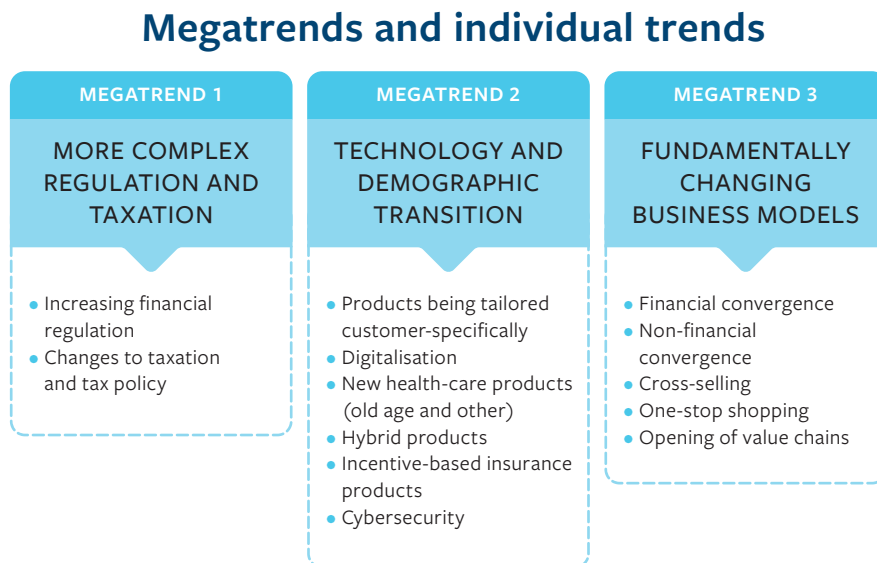 Megatrends and individual trends
MEGATREND 1
MORE COMPLEX
REGULATION AND
TAXATION
• Increasing financial
regulation
• Changes to taxation
and tax policy
MEGATREND 2
TECHNOLOGY AND
DEMOGRAPHIC
TRANSITION
• Products being tailored
customer-specifically
• Digitalisation
• New health-care products
(old age and other)
• Hybrid products
• Incentive-based insurance
products
• Cybersecurity
MEGATREND 3
FUNDAMENTALLY
CHANGING
BUSINESS MODELS
• Financial convergence
• Non-financial
convergence
• Cross-selling
• One-stop shopping
• Opening of value chains